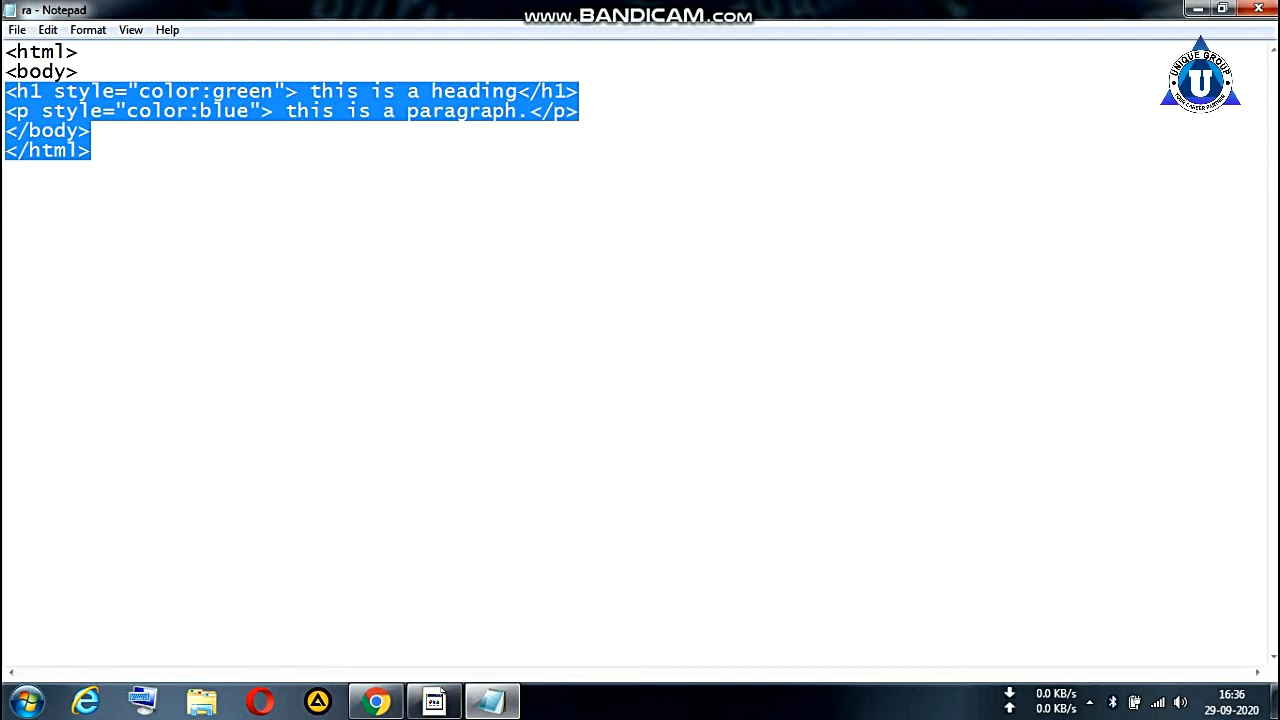 ra - Notepad
www.BANDICAM.com
File Edit Format View Help
<html>
<body>
<h1 style="color:green"> this is a heading</h1>
<p style="color:blue"> this is a paragraph.</p>
</body>
</html>
UNIQUE GROUP
U
0.0 KB/s
0.0 KB/s
16:36
29-09-2020